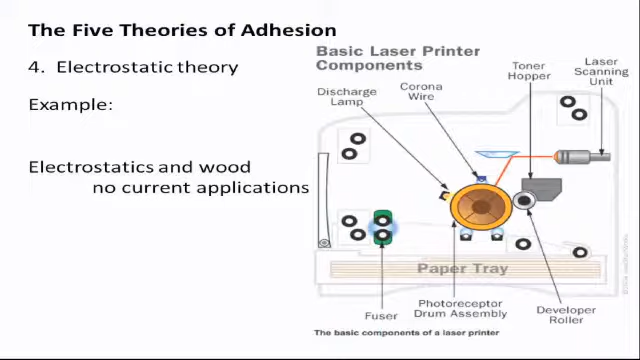 The Five Theories of Adhesion
4. Electrostatic theory
Example:
Electrostatics and wood
no current applications
Basic Laser Printer
Components
Discharge
Lamp
Corona
Wire
Toner
Hopper
Laser
Scanning
Unit
Paper Tray
Fuser
Photoreceptor
Drum Assembly
Developer
Roller
The basic components of a laser printer